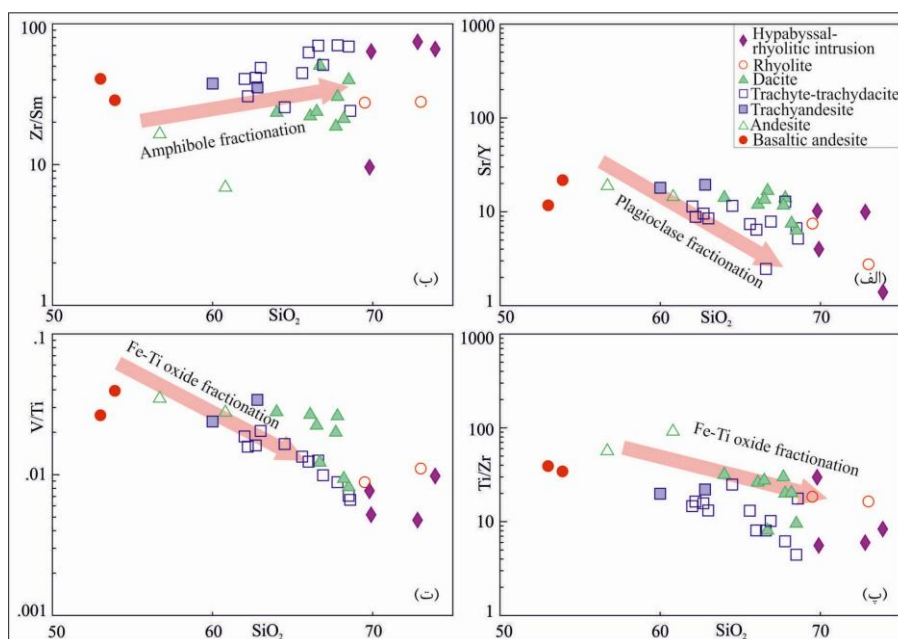 100
10
1
Zr/Sm
Amphibole fractionation
(ب)
50
60
SiO2
70
1000
100
10
1
Sr/Y
Plagioclase fractionation
(الف)
50
60
SiO2
70
Hypabyssal-
rhyolitic intrusion
Rhyolite
Dacite
Trachyte-trachydacite
Trachyandesite
Andesite
Basaltic andesite
.1
.01
.001
V/Ti
Fe-Ti oxide fractionation
(ت)
50
60
SiO2
70
1000
100
10
1
Ti/Zr
Fe-Ti oxide fractionation
(پ)
50
60
SiO2
70